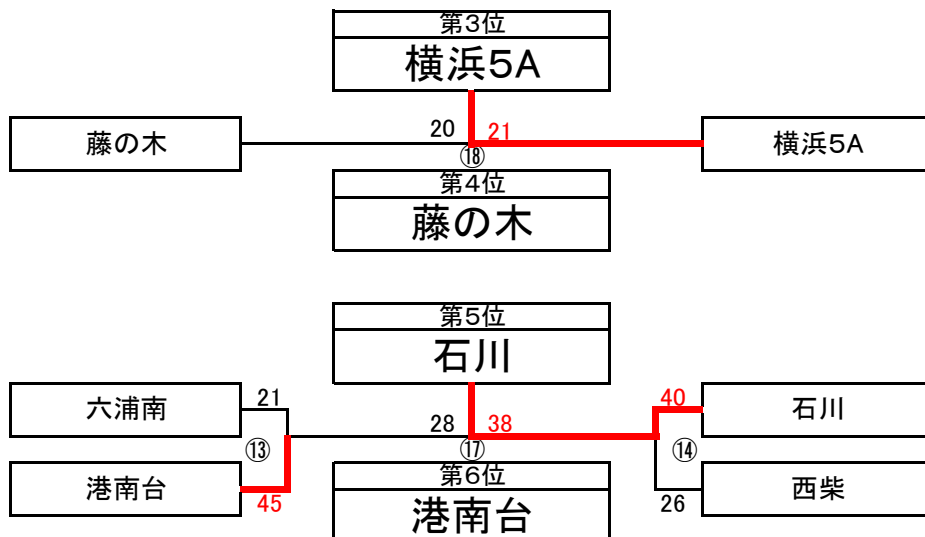 第3位
横浜5A
藤の木
20
21
横浜5A
⑱
第4位
藤の木
第5位
石川
六浦南
21
28
38
40
石川
⑬
⑰
⑭
港南台
45
第6位
港南台
26
西柴